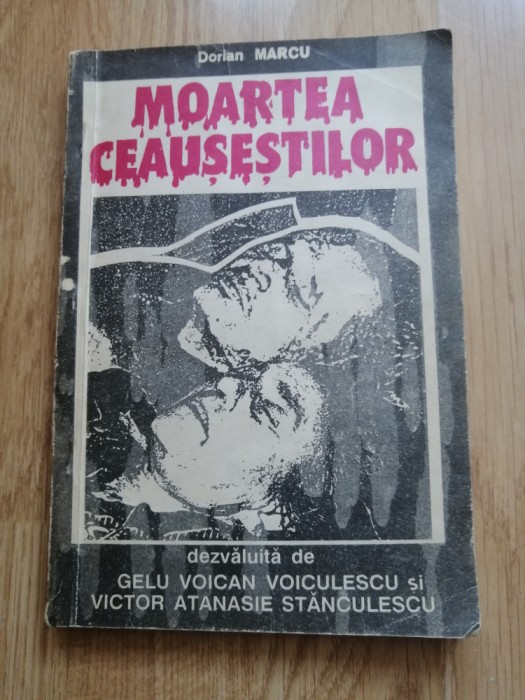 Dorian MARCU
MOARTEA
CEAUȘEȘTILOR
dezvăluită de
GELU VOICAN VOICULESCU și
VICTOR ATANASIE STĂNCULESCU